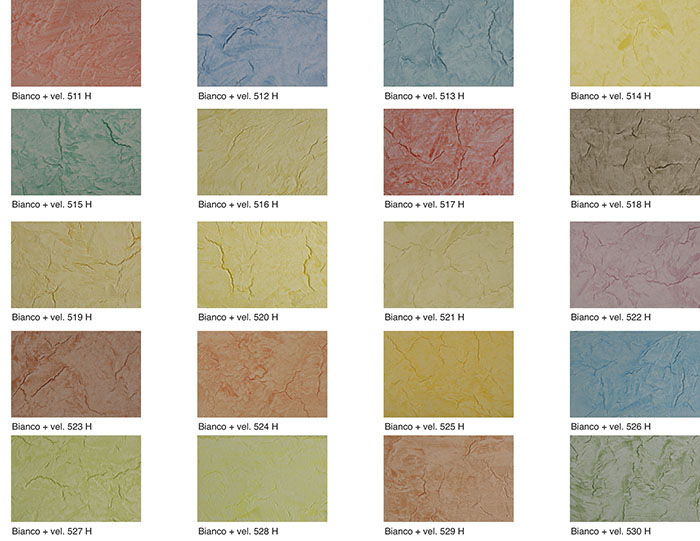 Bianco + vel. 511 H
Bianco + vel. 512 H
Bianco + vel. 513 H
Bianco + vel. 514 H
Bianco + vel. 515 H
Bianco + vel. 516 H
Bianco + vel. 517 H
Bianco + vel. 518 H
Bianco + vel. 519 H
Bianco + vel. 520 H
Bianco + vel. 521 H
Bianco + vel. 522 H
Bianco + vel. 523 H
Bianco + vel. 524 H
Bianco + vel. 525 H
Bianco + vel. 526 H
Bianco + vel. 527 H
Bianco + vel. 528 H
Bianco + vel. 529 H
Bianco + vel. 530 H